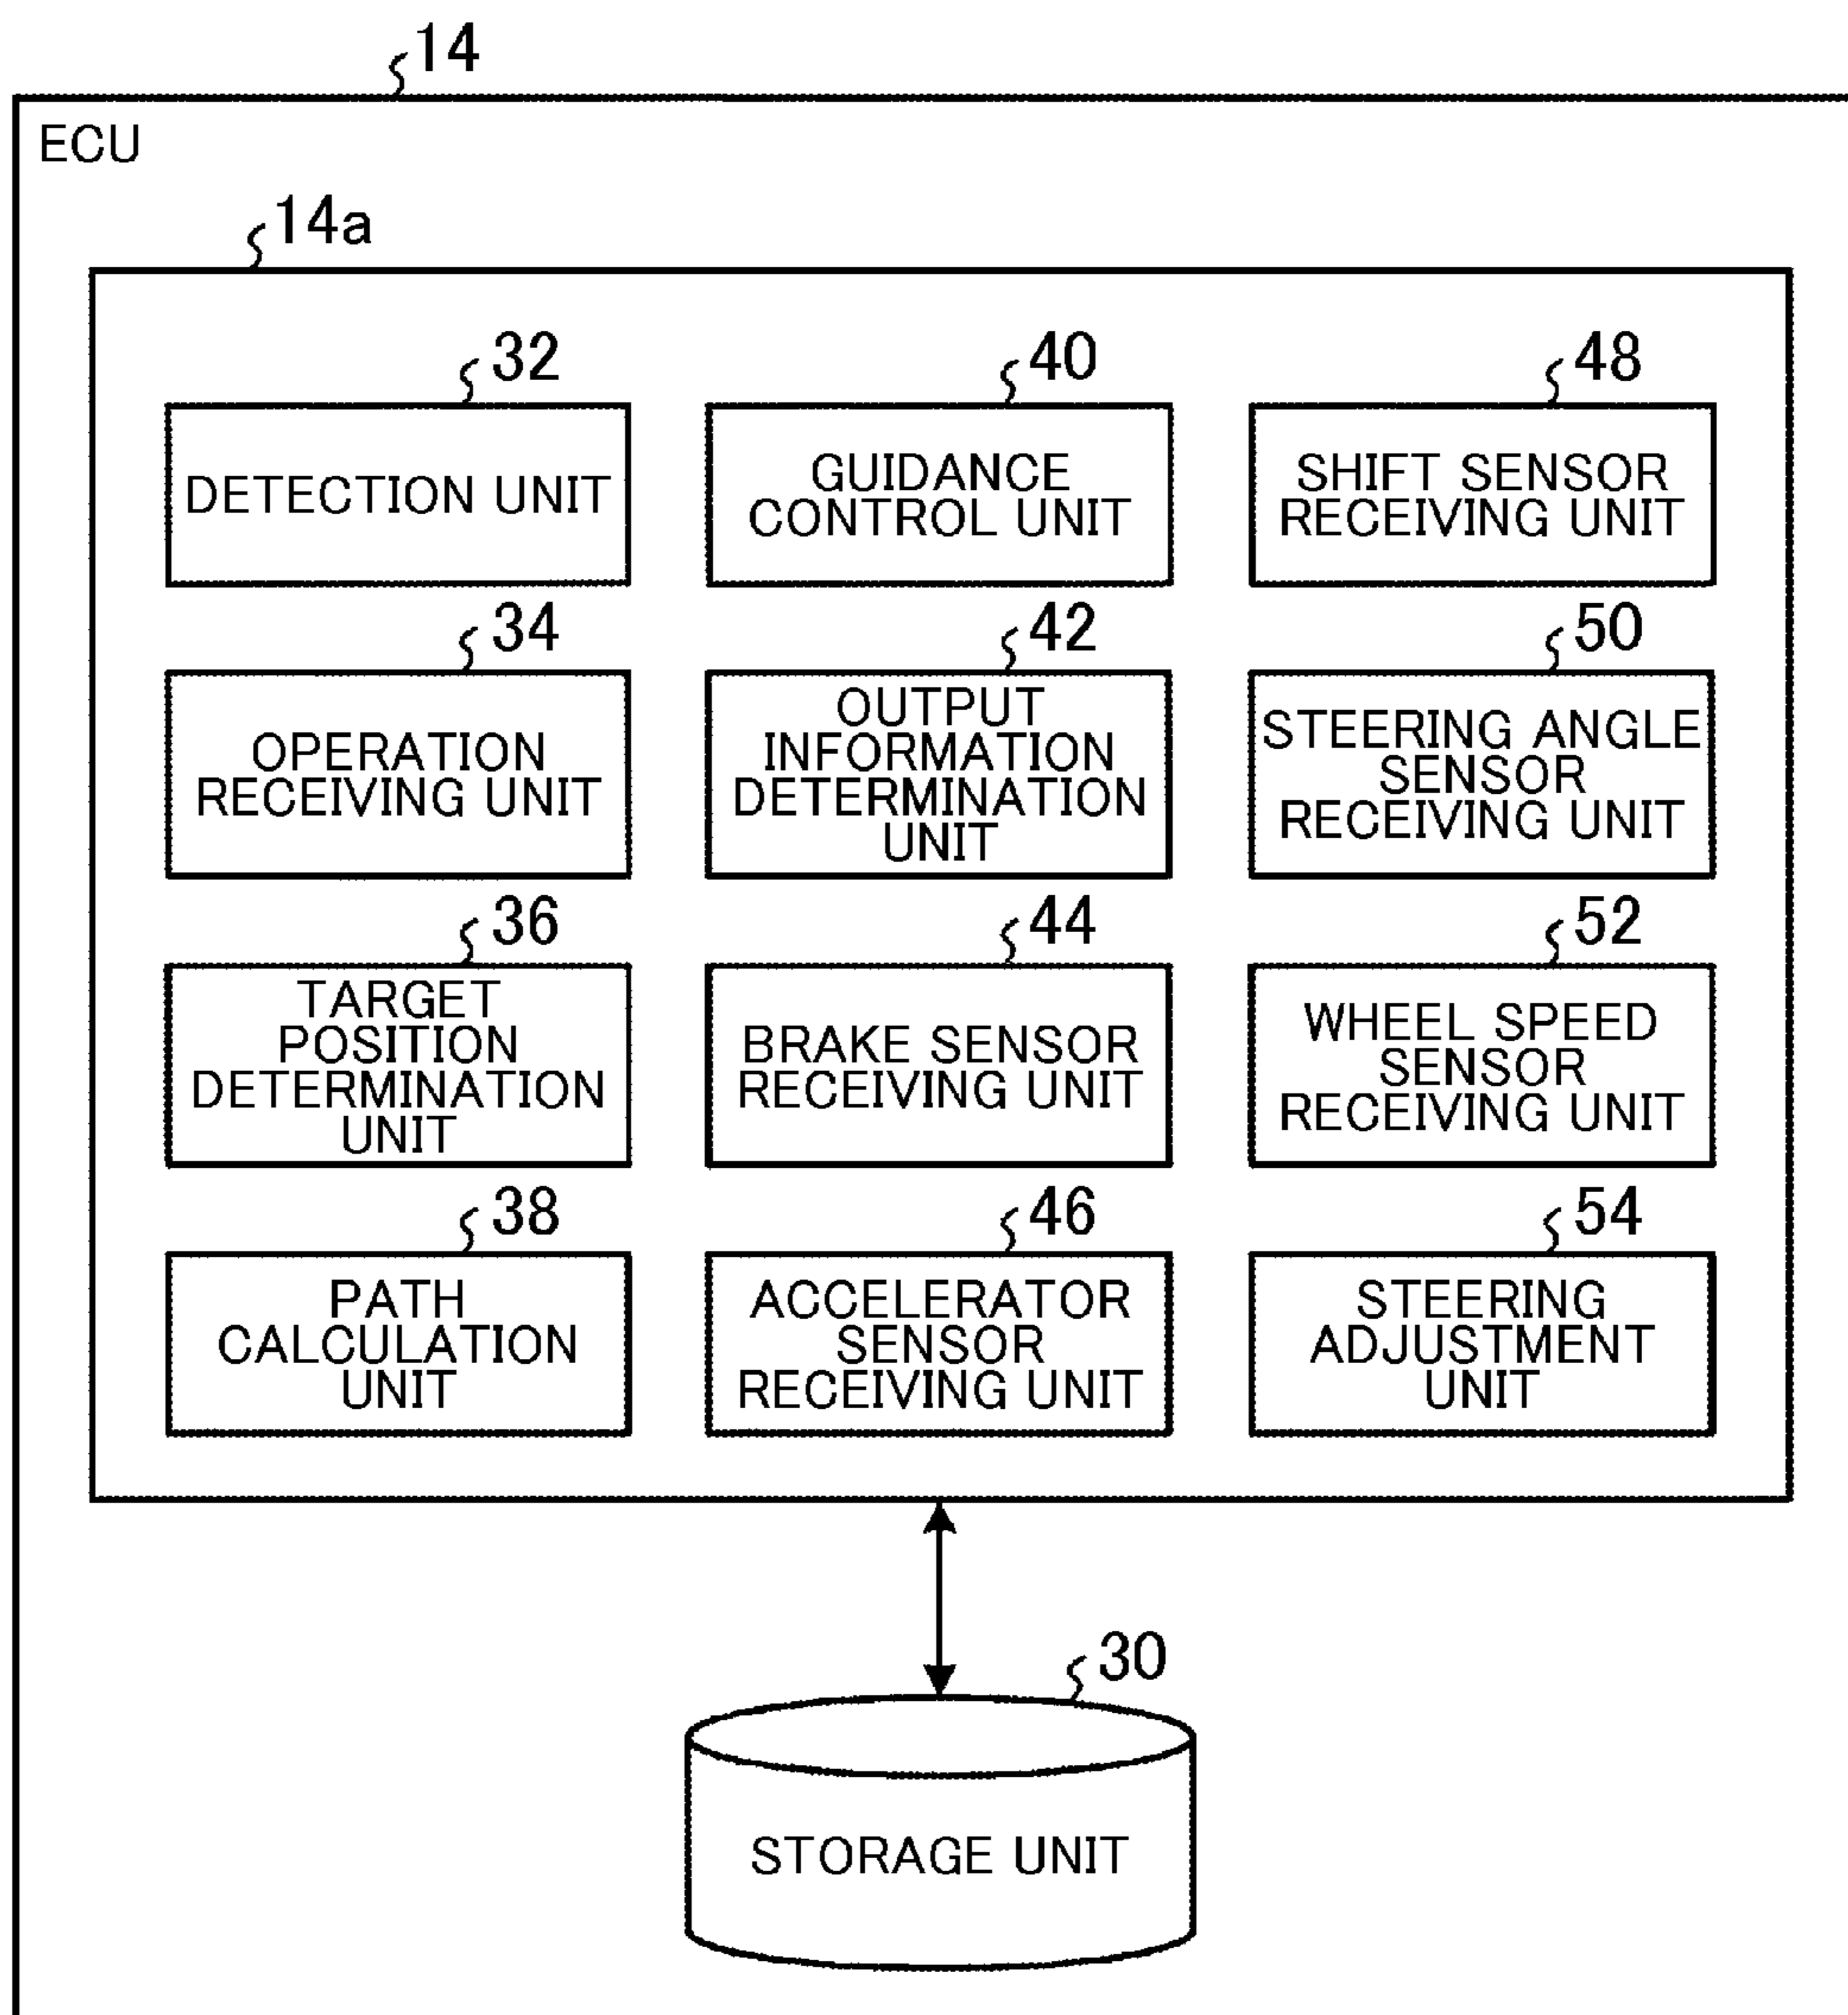 14
ECU
14a
32
DETECTION UNIT
40
GUIDANCE
CONTROL UNIT
48
SHIFT SENSOR
RECEIVING UNIT
34
OPERATION
RECEIVING UNIT
42
OUTPUT
INFORMATION
DETERMINATION
UNIT
50
STEERING ANGLE
SENSOR
RECEIVING UNIT
36
TARGET
POSITION
DETERMINATION
UNIT
44
BRAKE SENSOR
RECEIVING UNIT
52
WHEEL SPEED
SENSOR
RECEIVING UNIT
38
PATH
CALCULATION
UNIT
46
ACCELERATOR
SENSOR
RECEIVING UNIT
54
STEERING
ADJUSTMENT
UNIT
30
STORAGE UNIT